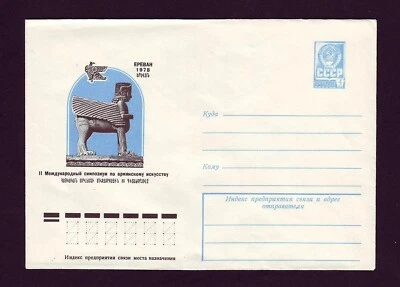 ЕРЕВАН
1978
ԵՐԵՎԱՆ
II Международный симпозиум по армянскому искусству
Индекс предприятия связи места назначения
СССР
Куда
Кому
Индекс предприятия связи и адрес отправителя